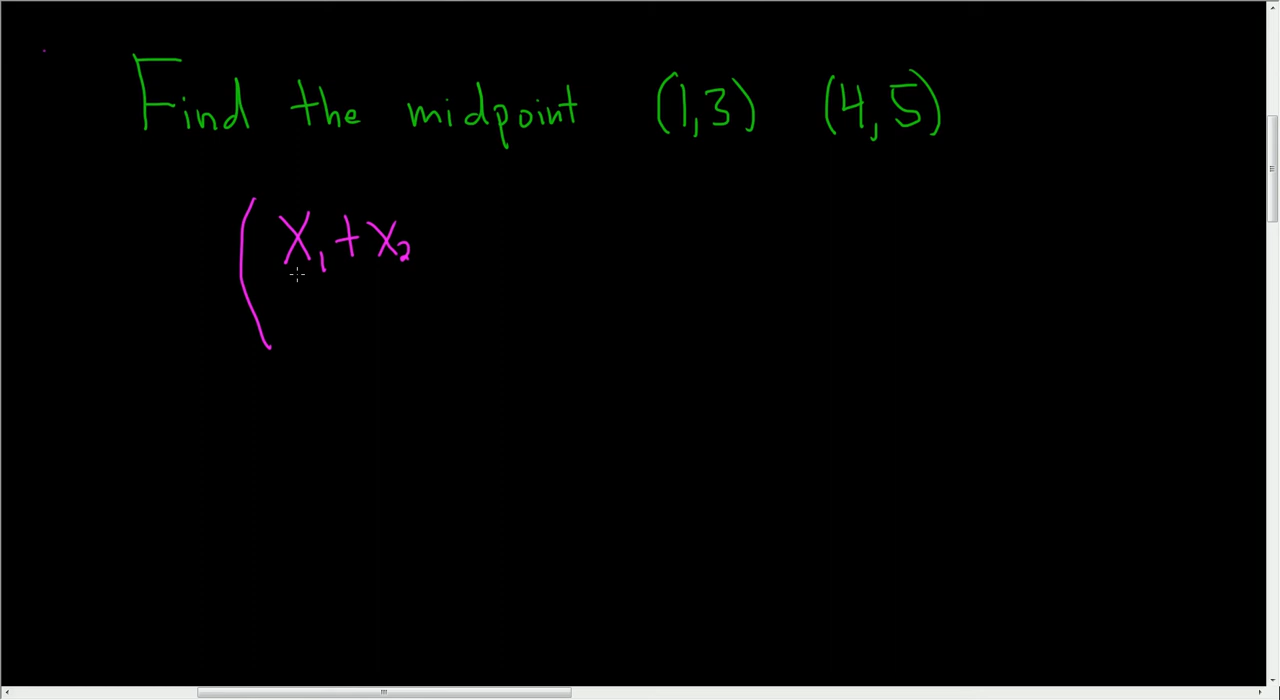 Find the midpoint (1,3) (4,5)
( X₁+X₂